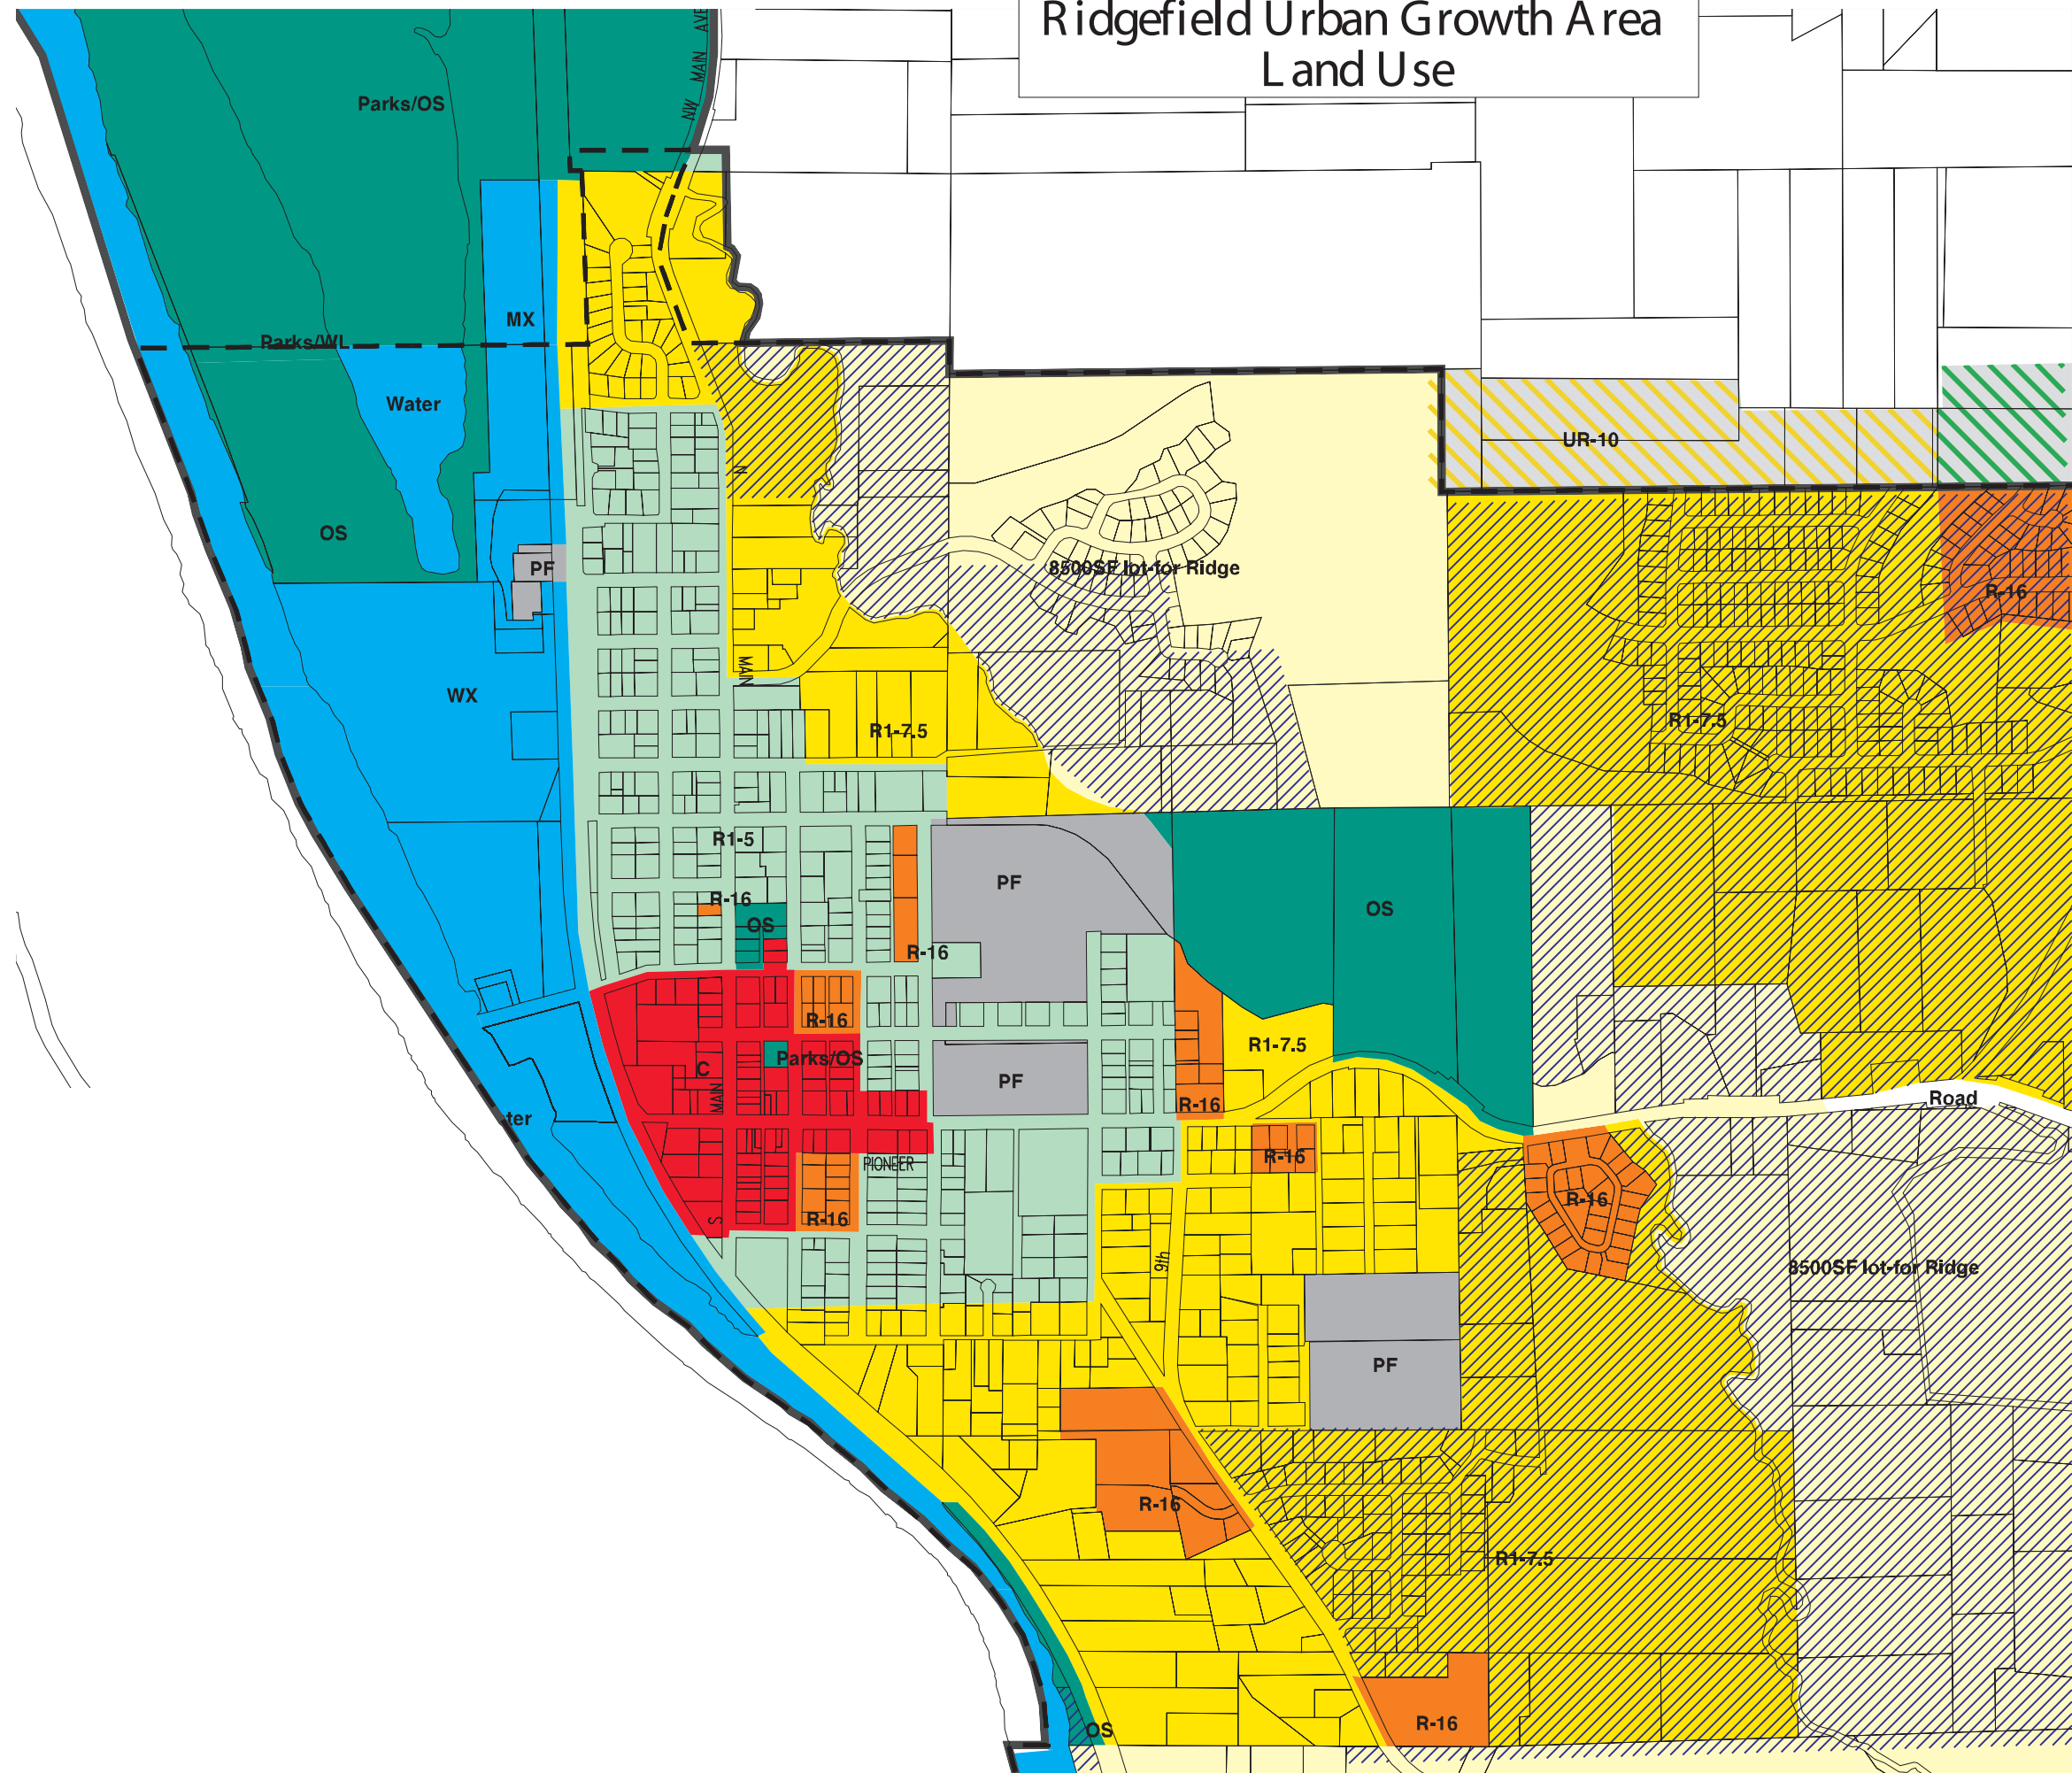 Ridgefield Urban Growth Area
Land Use
NW MAIN AVE
Parks/OS
MX
Parks/WL
Water
UR-10
N
OS
PF
8500SF lot-for Ridge
R-16
MAIN
WX
R1-7.5
R1-7.5
R1-5
PF
R-16
OS
OS
R-16
R-16
R1-7.5
Parks/OS
C
PF
MAIN
R-16
Road
ter
R-16
PIONEER
R-16
S
R-16
9th
8500SF lot-for Ridge
PF
R-16
R1-7.5
R-16
OS